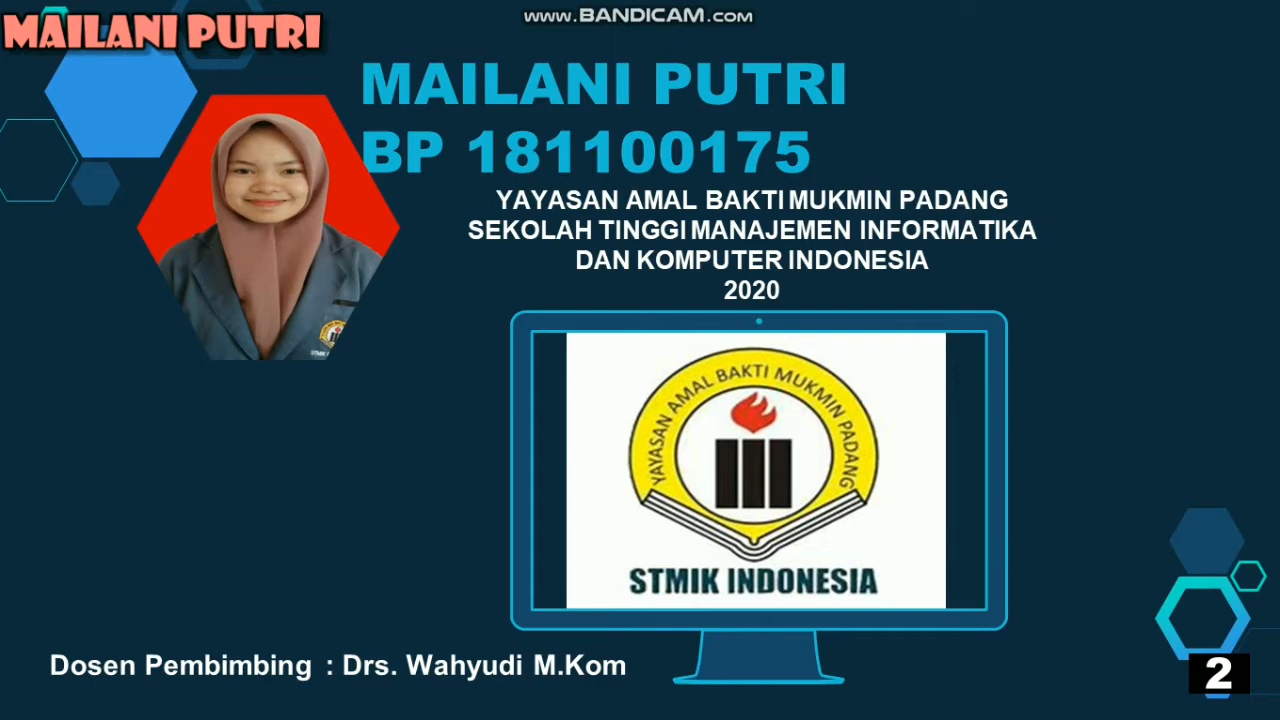 www.BANDICAM.com
MAILANI PUTRI
MAILANI PUTRI
BP 181100175
YAYASAN AMAL BAKTI MUKMIN PADANG
SEKOLAH TINGGI MANAJEMEN INFORMATIKA
DAN KOMPUTER INDONESIA
2020
YAYASAN AMAL BAKTI MUKMIN PADANG
STMIK INDONESIA
STMIK
Dosen Pembimbing : Drs. Wahyudi M.Kom
2